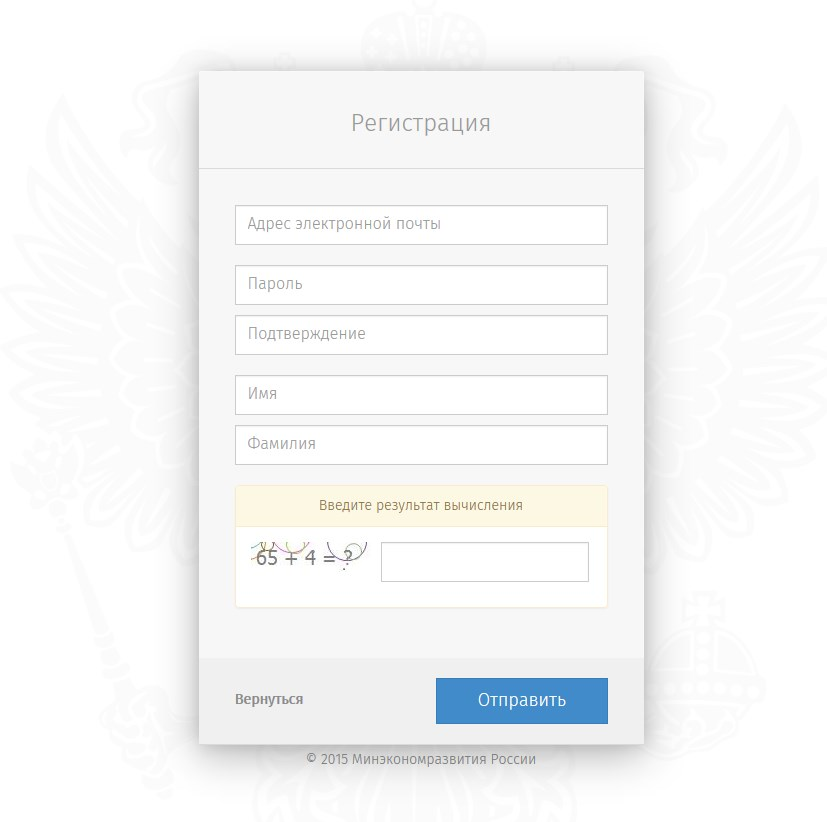 Регистрация
Адрес электронной почты
Пароль
Подтверждение
Имя
Фамилия
Введите результат вычисления
65 + 4 = ?
Вернуться
Отправить
© 2015 Минэкономразвития России